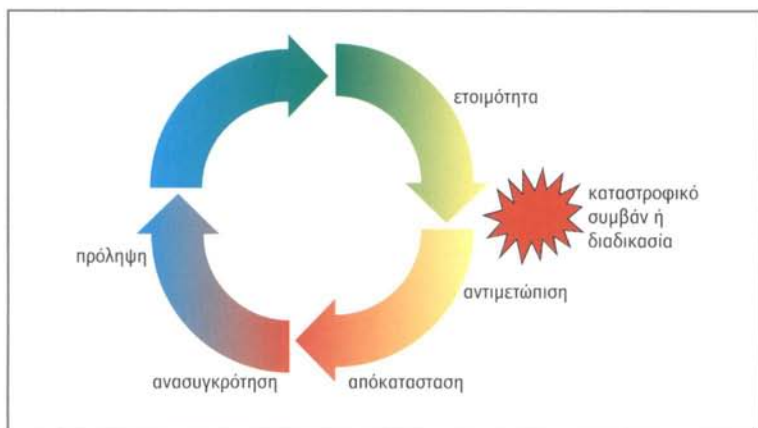 ετοιμότητα
καταστροφικό
συμβάν ή
διαδικασία
πρόληψη
αντιμετώπιση
ανασυγκρότηση
απόκατασταση